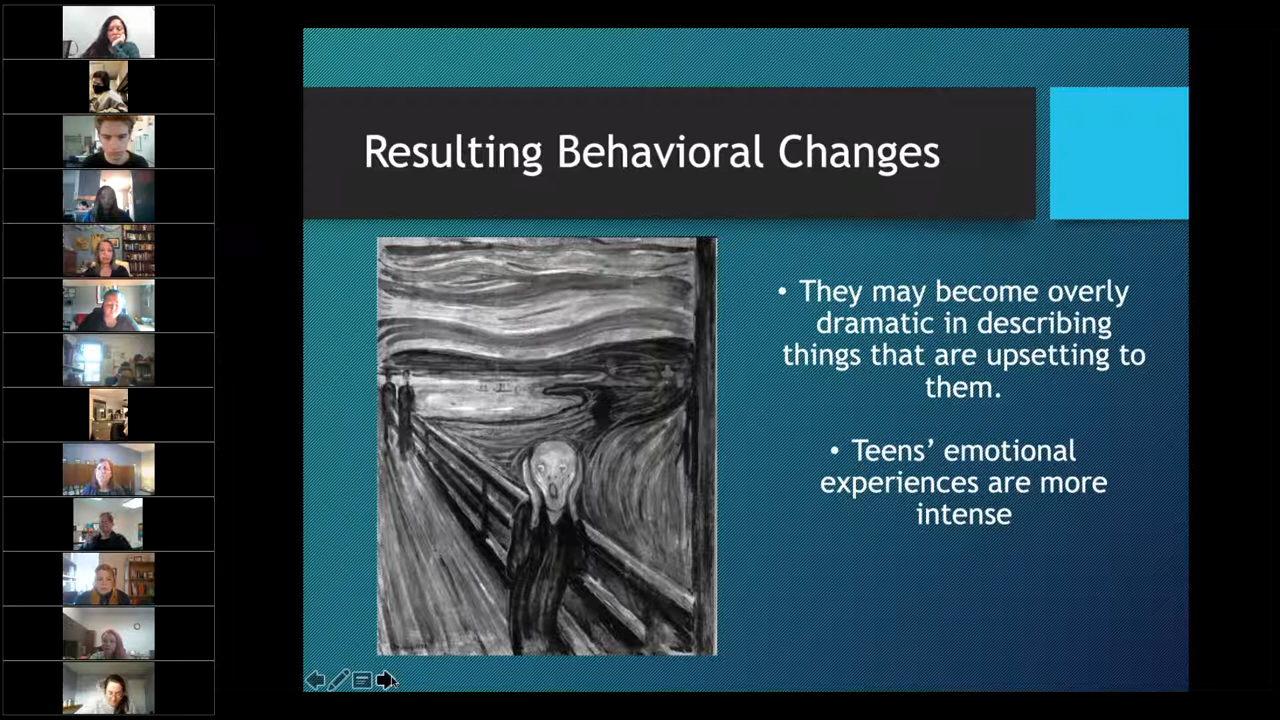 Resulting Behavioral Changes
• They may become overly
dramatic in describing
things that are upsetting to
them.
• Teens’ emotional
experiences are more
intense